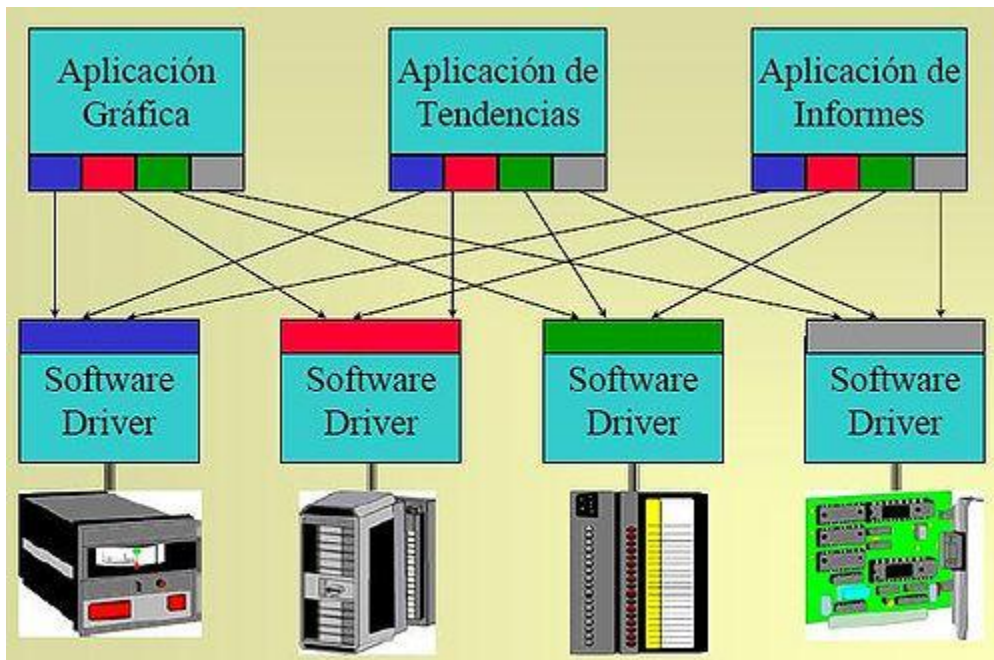 Aplicación
Gráfica
Aplicación de
Tendencias
Aplicación de
Informes
Software
Driver
Software
Driver
Software
Driver
Software
Driver